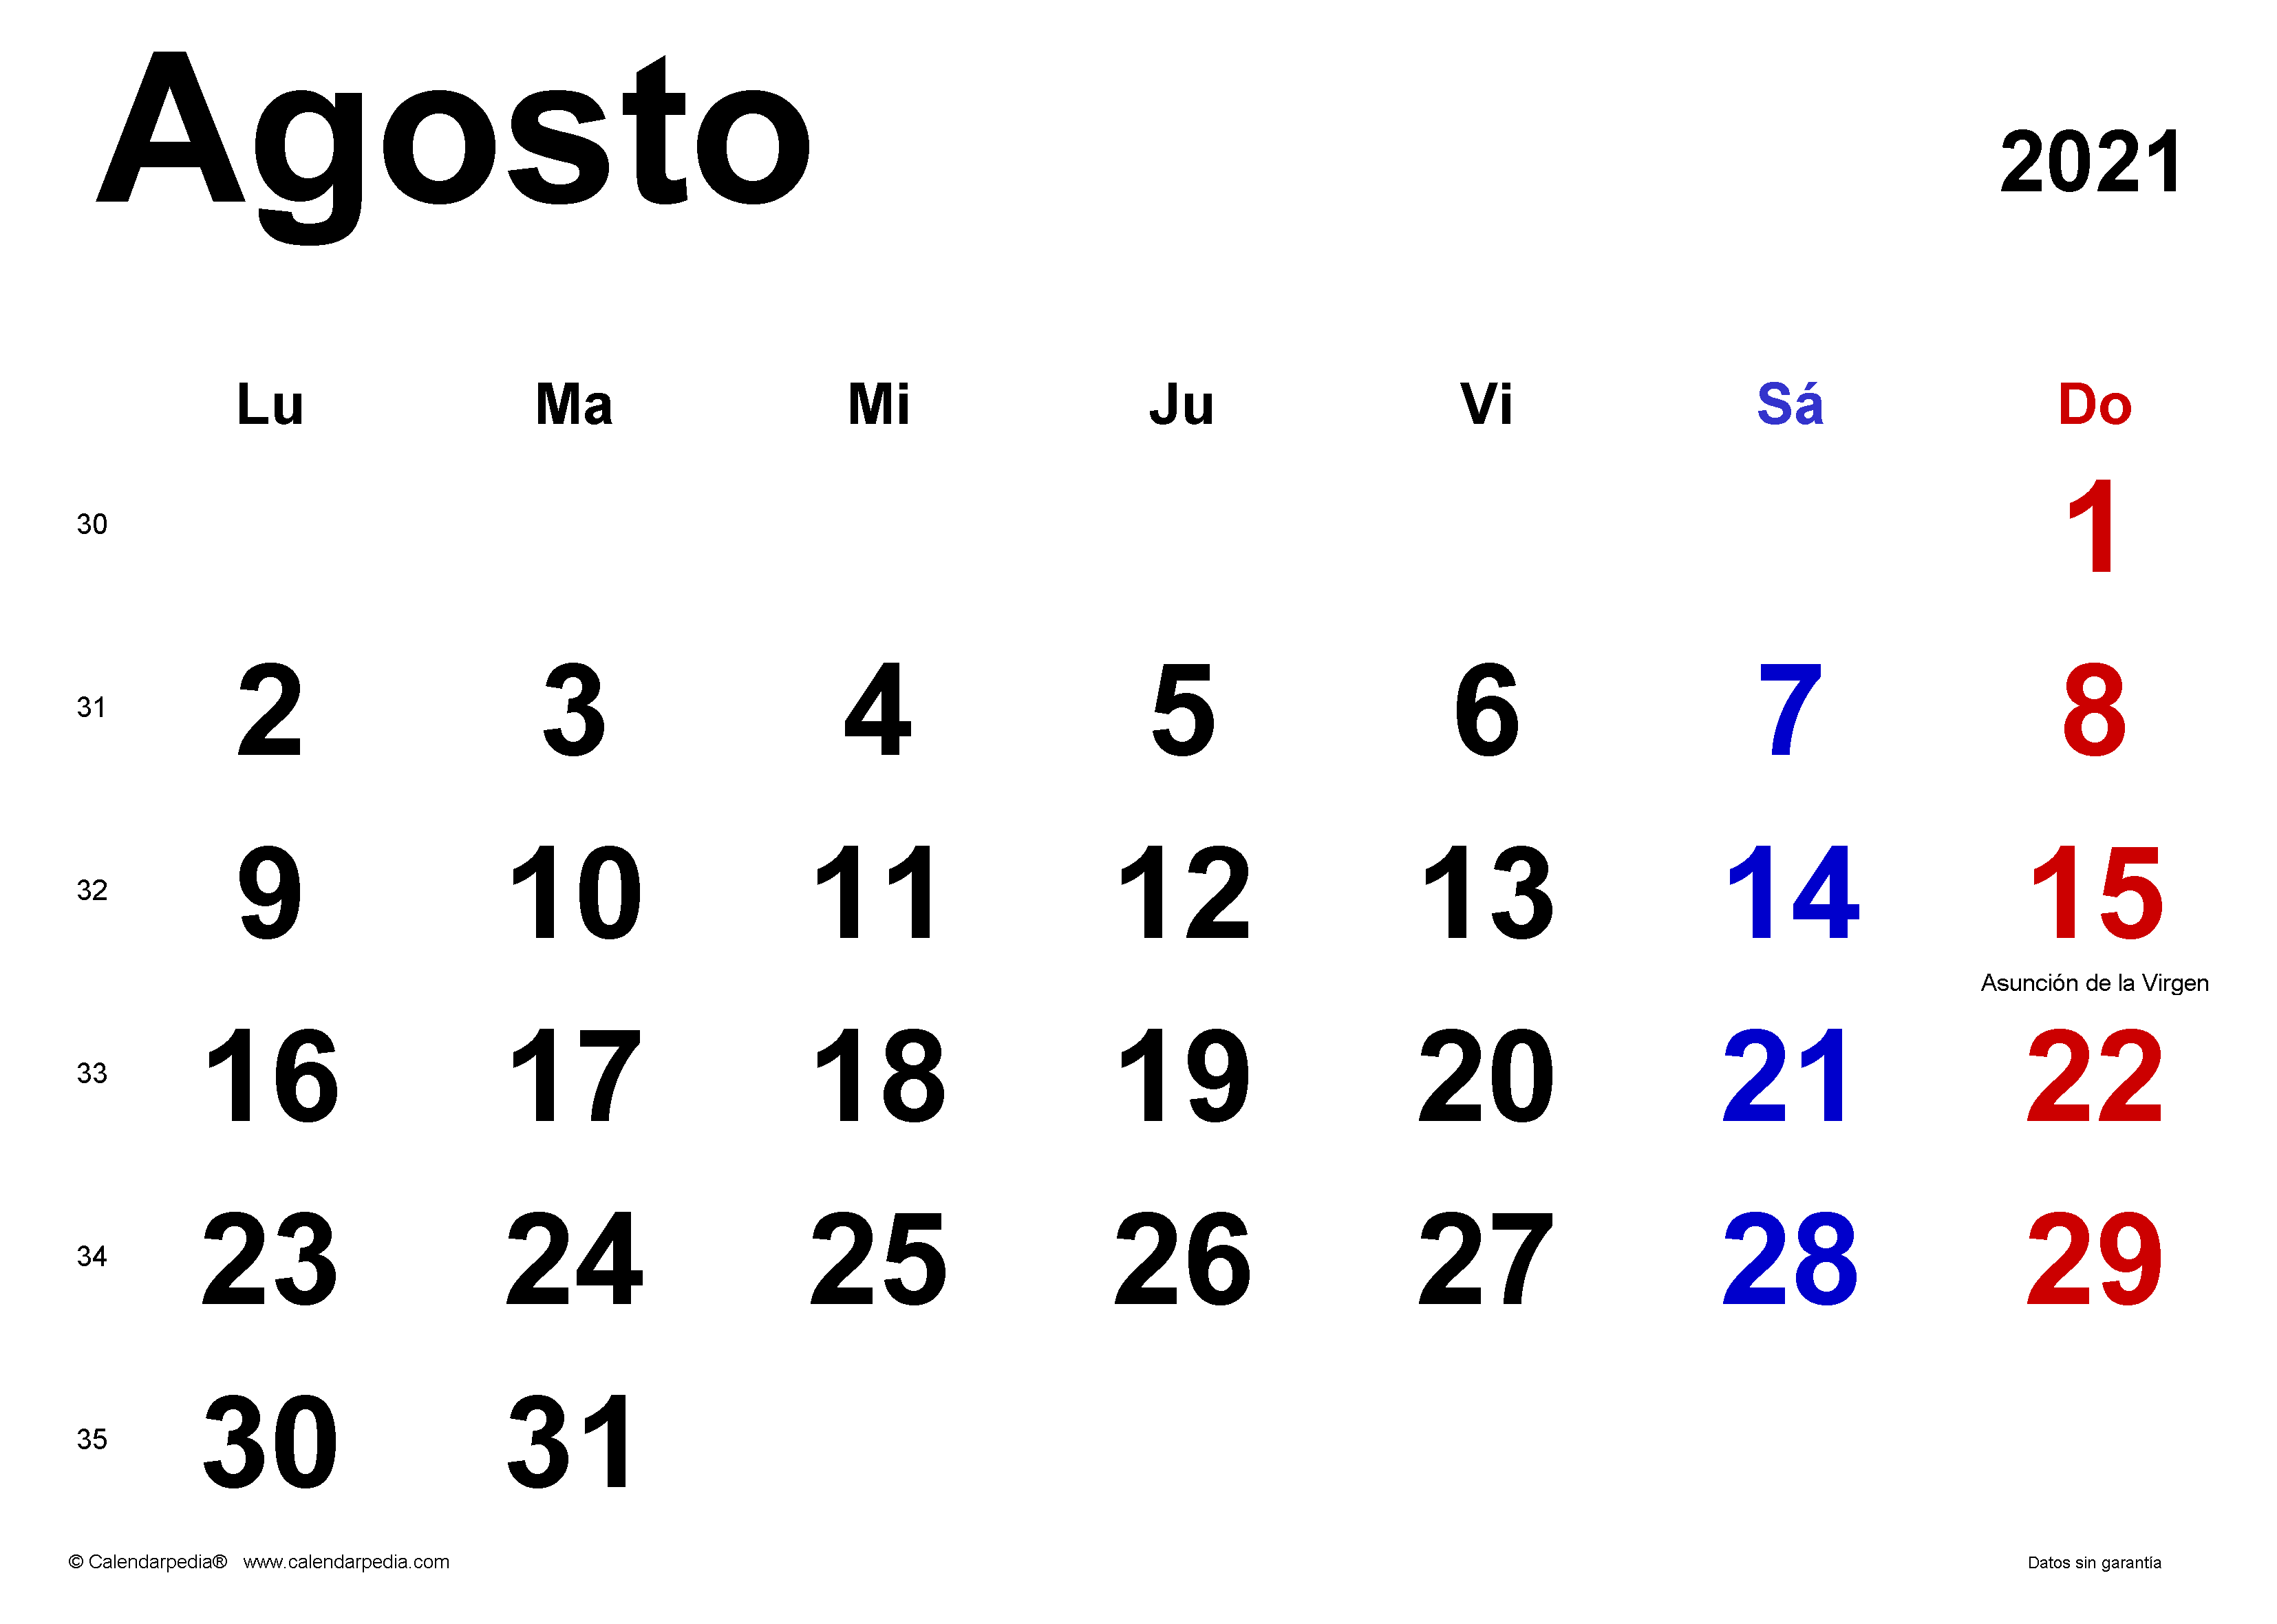 Agosto 2021
Lu Ma Mi Ju Vi Sá Do
30 1
31 2 3 4 5 6 7 8
32 9 10 11 12 13 14 15
Asunción de la Virgen
33 16 17 18 19 20 21 22
34 23 24 25 26 27 28 29
35 30 31
© Calendarpedia® www.calendarpedia.com Datos sin garantía